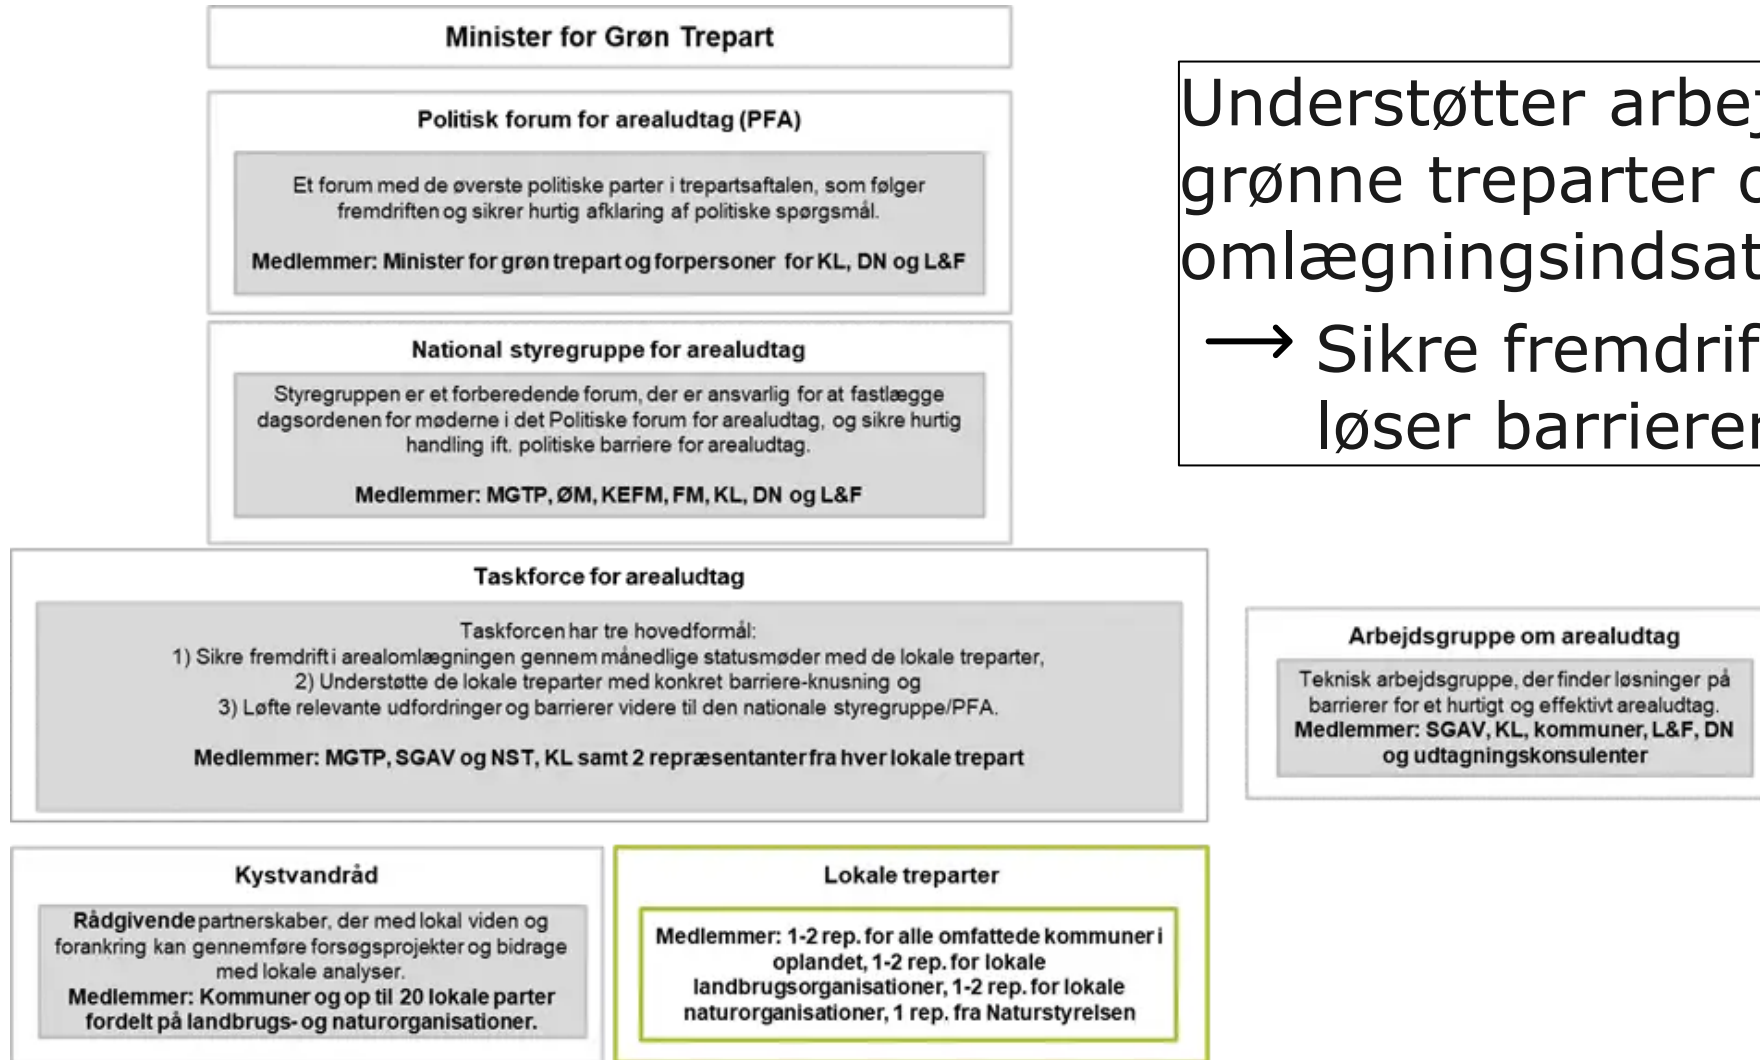 Minister for Grøn Trepart
Politisk forum for arealudtag (PFA)
Et forum med de øverste politiske parter i trepartsaftalen, som følger
fremdriften og sikrer hurtig afklaring af politiske spørgsmål.
Medlemmer: Minister for grøn trepart og forpersoner for KL, DN og L&F
National styregruppe for arealudtag
Styregruppen er et forberedende forum, der er ansvarlig for at fastlægge
dagsordenen for møderne i det Politiske forum for arealudtag, og sikre hurtig
handling ift. politiske barriere for arealudtag.
Medlemmer: MGTP, ØM, KEFM, FM, KL, DN og L&F
Understøtter
grønne treparter
→ Sikre
løser
Taskforce for arealudtag
Taskforcen har tre hovedformål:
1) Sikre fremdrift i arealomlægningen gennem månedlige statusmøder med de lokale treparter,
2) Understøtte de lokale treparter med konkret barriere-knusning og
3) Løfte relevante udfordringer og barrierer videre til den nationale styregruppe/PFA.
Medlemmer: MGTP, SGAV og NST, KL samt 2 repræsentanter fra hver lokale trepart
Arbejdsgruppe om arealudtag
Teknisk arbejdsgruppe, der finder løsninger på
barrierer for et hurtigt og effektivt arealudtag.
Medlemmer: SGAV, KL, kommuner, L&F, DN
og udtagningskonsulenter
Kystvandråd
Rådgivende partnerskaber, der med lokal viden og
forankring kan gennemføre forsøgsprojekter og bidrage
med lokale analyser.
Medlemmer: Kommuner og op til 20 lokale parter
fordelt på landbrugs- og naturorganisationer.
Lokale treparter
Medlemmer: 1-2 rep. for alle omfattede kommuner i
oplandet, 1-2 rep. for lokale
landbrugsorganisationer, 1-2 rep. for lokale
naturorganisationer, 1 rep. fra Naturstyrelsen